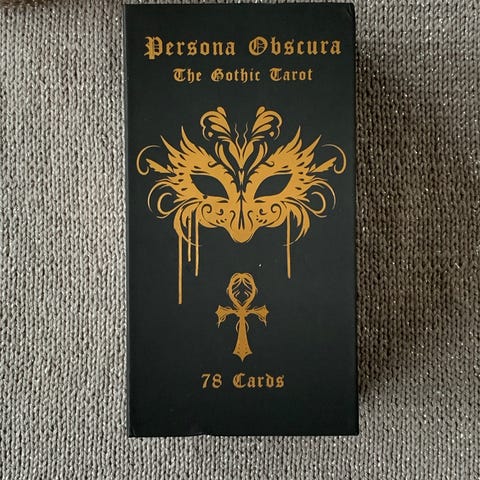 Persona Obscura
The Gothic Tarot
78 Cards